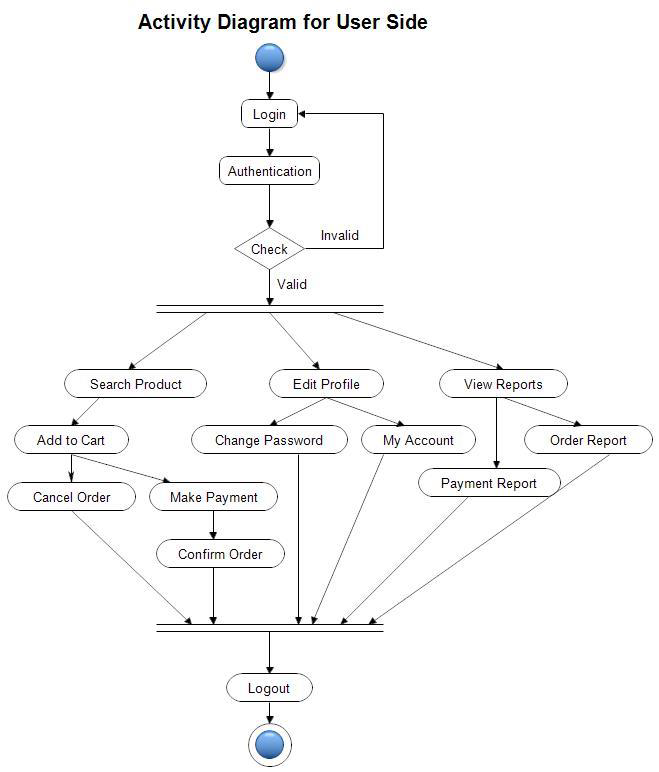 Activity Diagram for User Side
Login
Authentication
Check
Invalid
Valid
Search Product
Edit Profile
View Reports
Add to Cart
Change Password
My Account
Order Report
Cancel Order
Make Payment
Payment Report
Confirm Order
Logout